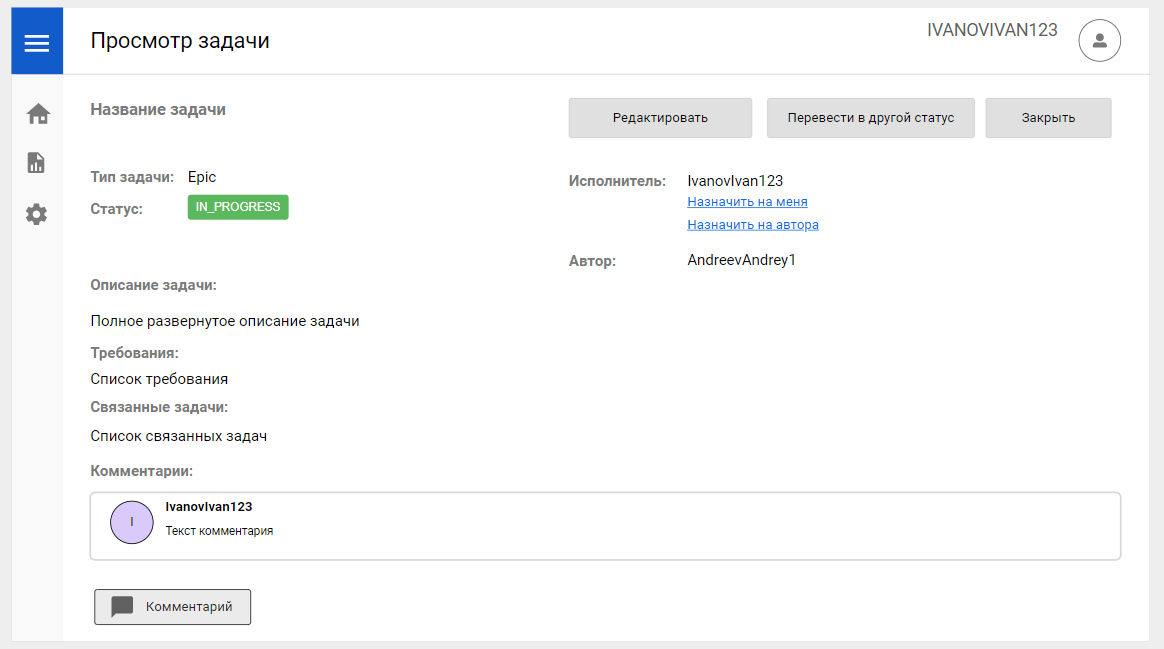 Просмотр задачи
IVANOVIVAN123
Название задачи
Редактировать
Перевести в другой статус
Закрыть
Тип задачи: Epic
Статус: IN_PROGRESS
Исполнитель: IvanovIvan123
Назначить на меня
Назначить на автора
Автор: AndreevAndrey1
Описание задачи:
Полное развернутое описание задачи
Требования:
Список требования
Связанные задачи:
Список связанных задач
Комментарии:
I
IvanovIvan123
Текст комментария
Комментарий